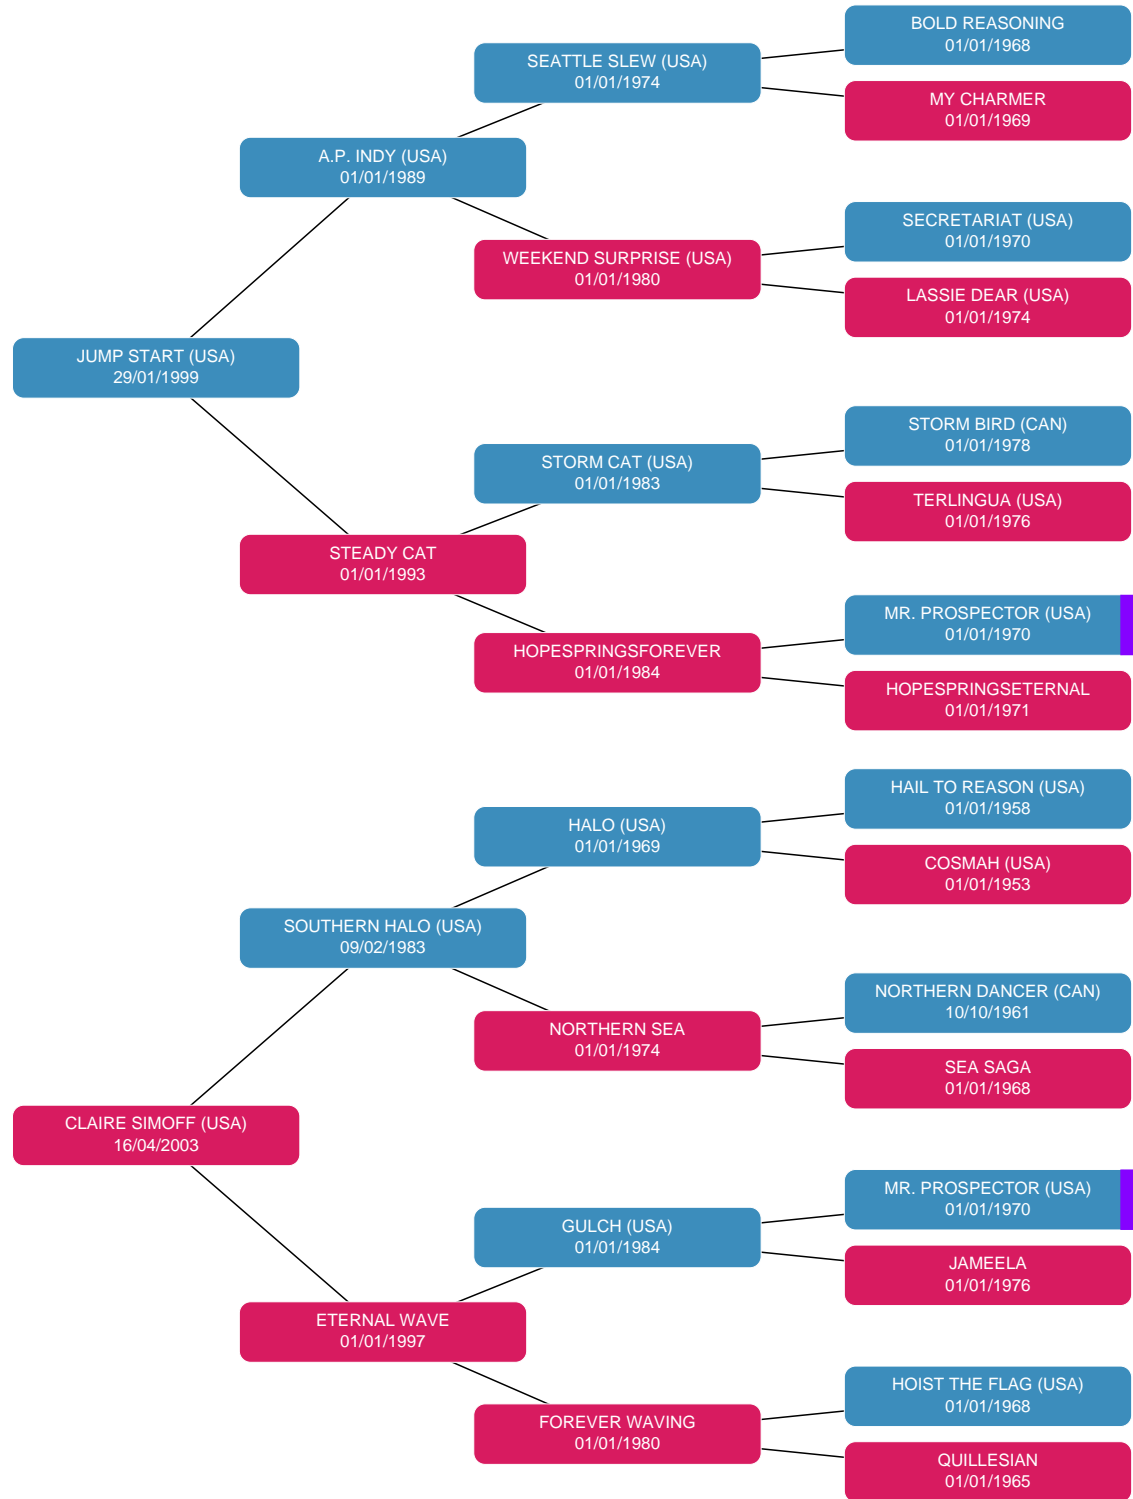 BOLD REASONING
01/01/1968
SEATTLE SLEW (USA)
01/01/1974
MY CHARMER
01/01/1969
A.P. INDY (USA)
01/01/1989
SECRETARIAT (USA)
01/01/1970
WEEKEND SURPRISE (USA)
01/01/1980
LASSIE DEAR (USA)
01/01/1974
JUMP START (USA)
29/01/1999
STORM BIRD (CAN)
01/01/1978
STORM CAT (USA)
01/01/1983
TERLINGUA (USA)
01/01/1976
STEADY CAT
01/01/1993
MR. PROSPECTOR (USA)
01/01/1970
HOPESPRINGSFOREVER
01/01/1984
HOPESPRINGSETERNAL
01/01/1971
HAIL TO REASON (USA)
01/01/1958
HALO (USA)
01/01/1969
COSMAH (USA)
01/01/1953
SOUTHERN HALO (USA)
09/02/1983
NORTHERN DANCER (CAN)
10/10/1961
NORTHERN SEA
01/01/1974
SEA SAGA
01/01/1968
CLAIRE SIMOFF (USA)
16/04/2003
MR. PROSPECTOR (USA)
01/01/1970
GULCH (USA)
01/01/1984
JAMEELA
01/01/1976
ETERNAL WAVE
01/01/1997
HOIST THE FLAG (USA)
01/01/1968
FOREVER WAVING
01/01/1980
QUILLESIAN
01/01/1965